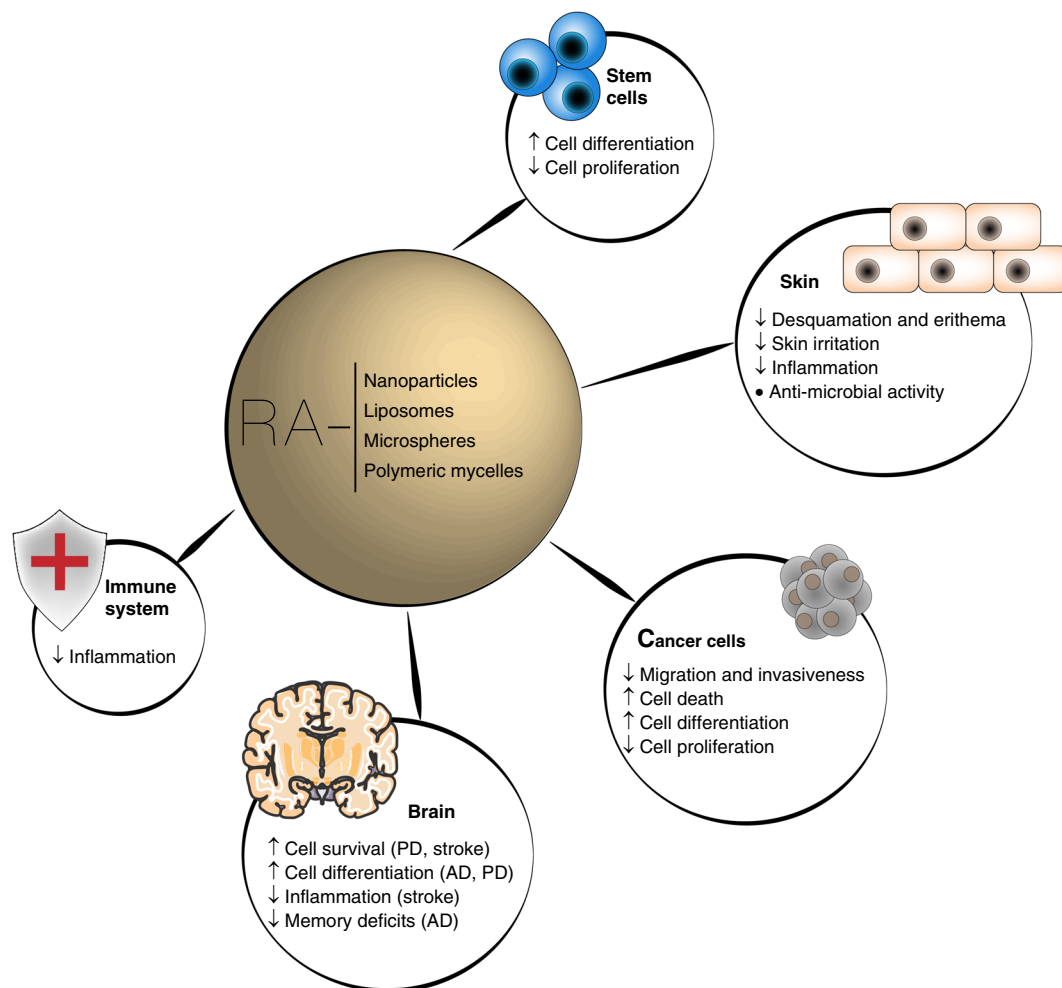 Stem
cells
↑ Cell differentiation
↓ Cell proliferation
Skin
↓ Desquamation and erithema
↓ Skin irritation
↓ Inflammation
• Anti-microbial activity
RA-
Nanoparticles
Liposomes
Microspheres
Polymeric mycelles
Immune
system
↓ Inflammation
Cancer cells
↓ Migration and invasiveness
↑ Cell death
↑ Cell differentiation
↓ Cell proliferation
Brain
↑ Cell survival (PD, stroke)
↑ Cell differentiation (AD, PD)
↓ Inflammation (stroke)
↓ Memory deficits (AD)